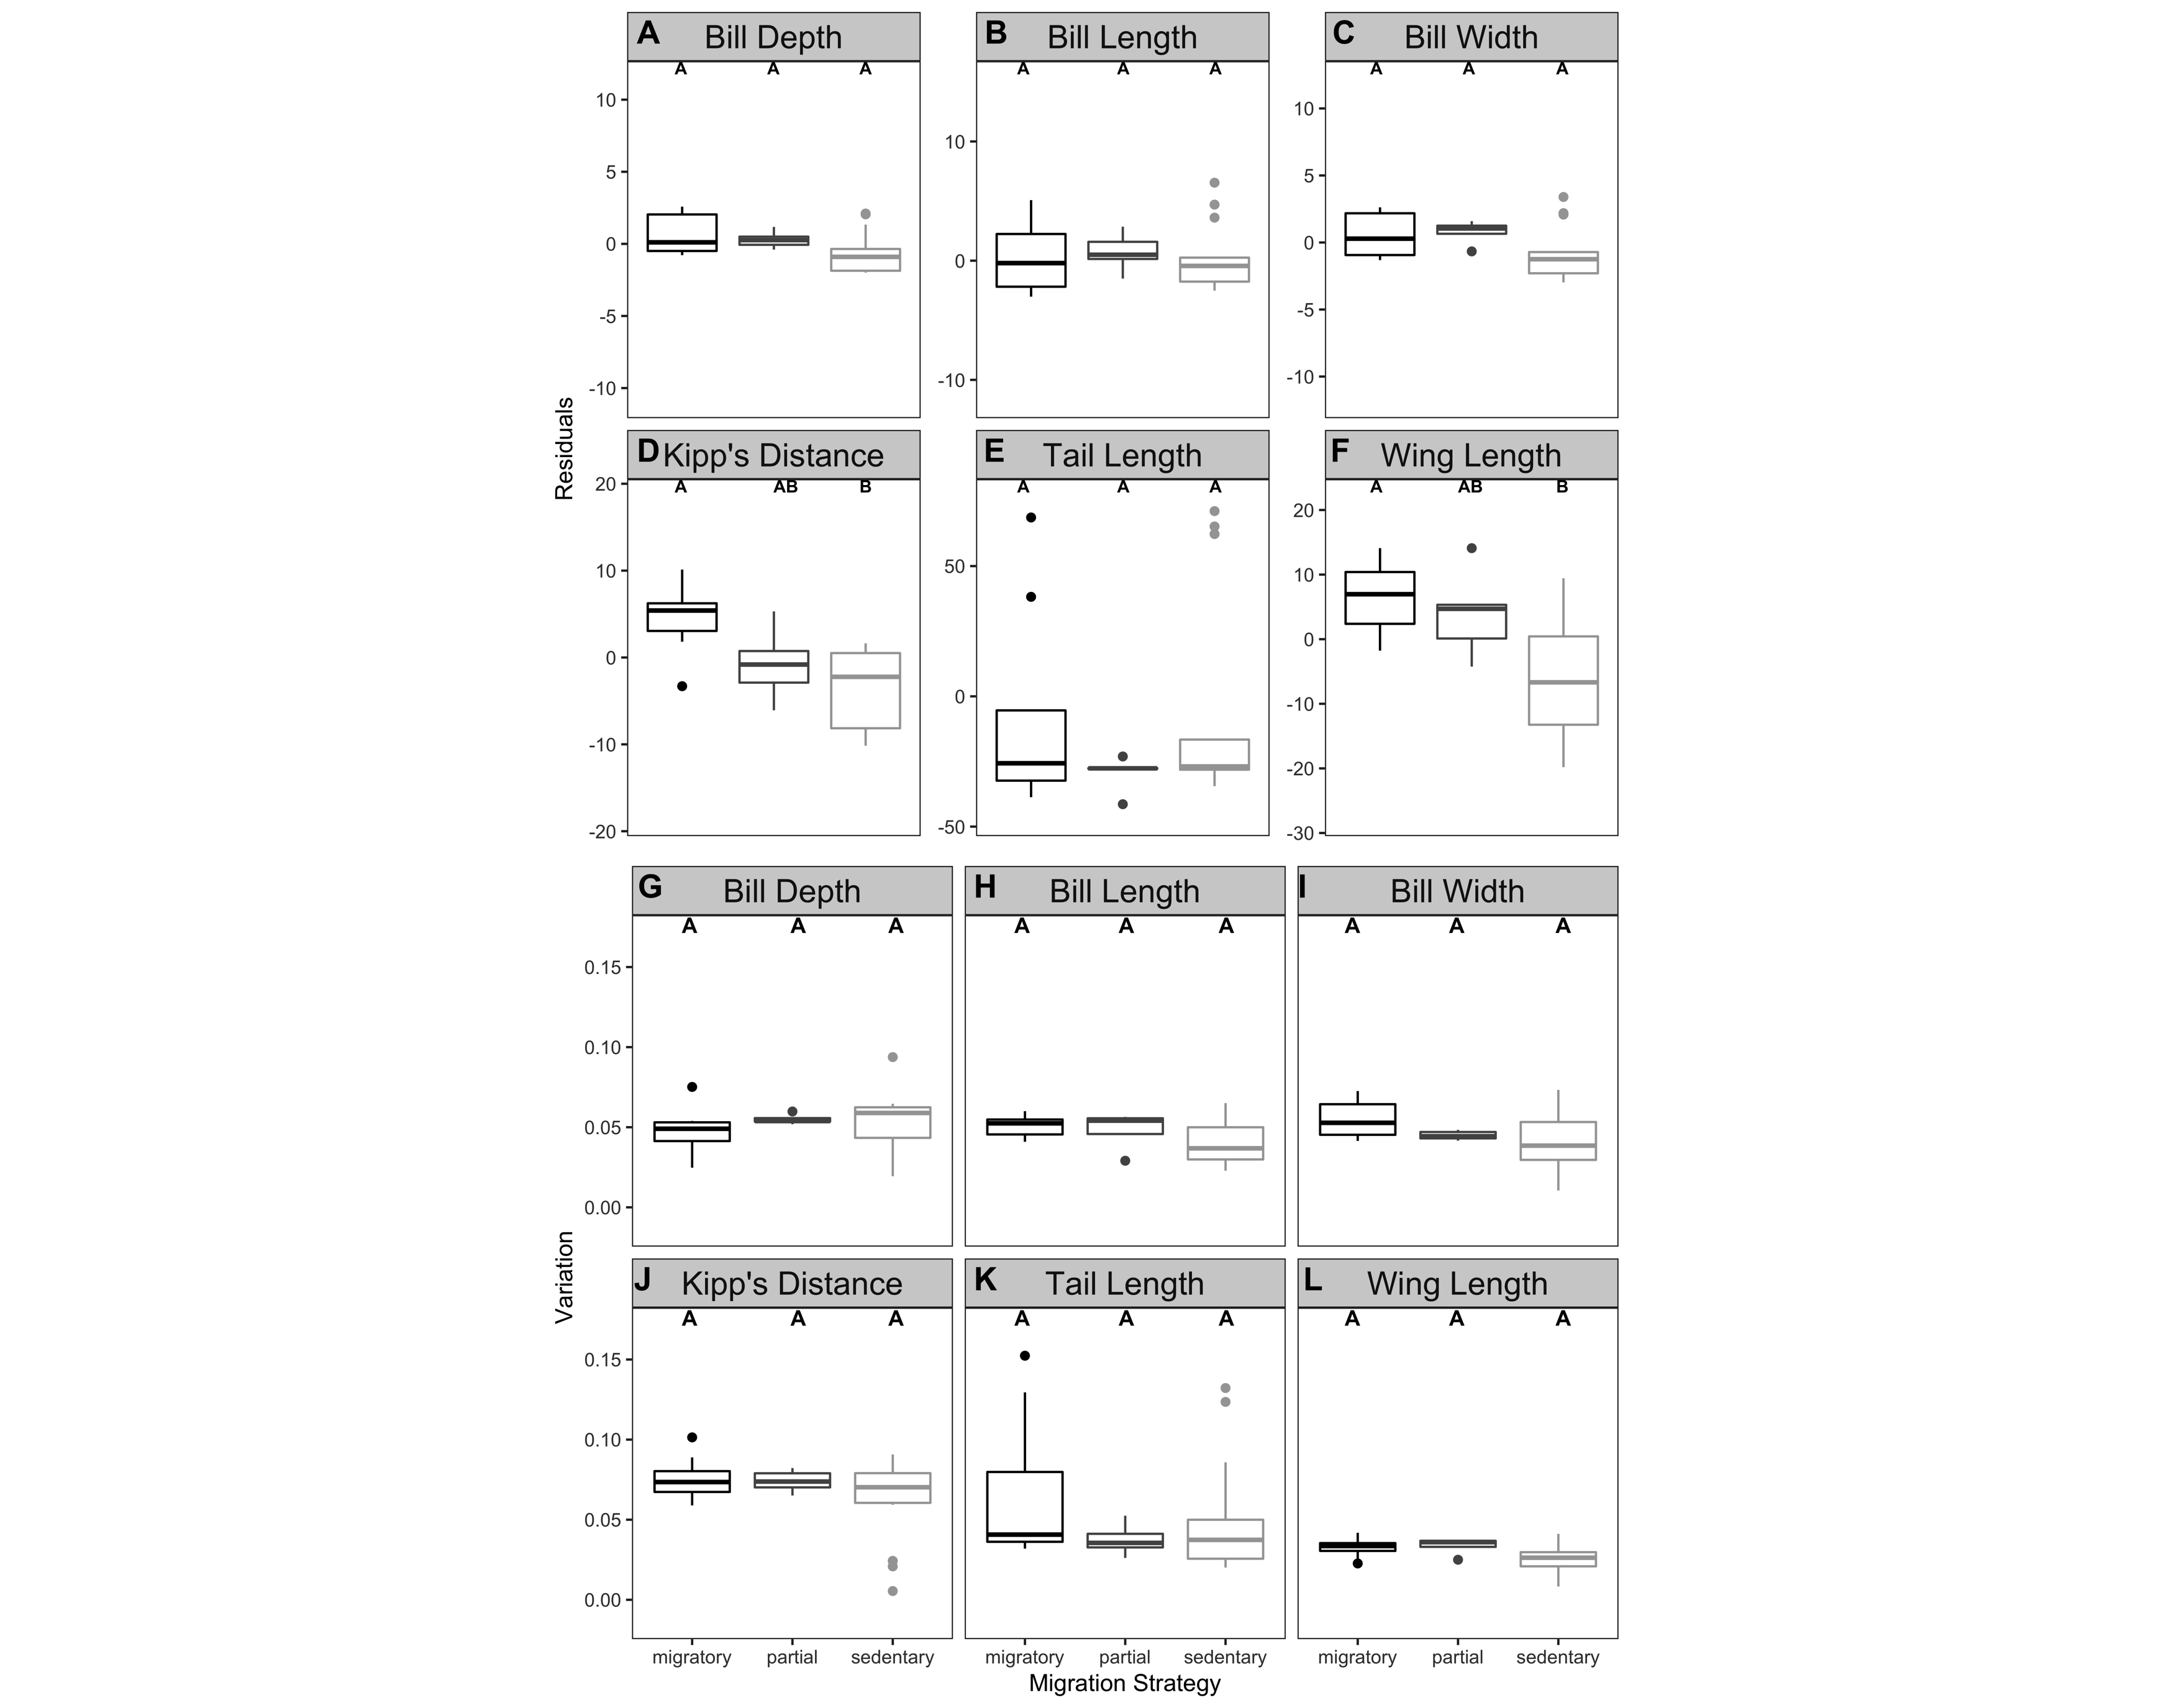 A Bill Depth
B Bill Length
C Bill Width
A A A
A A A
A A A
10
5
0
-5
-10
10
0
-10
10
5
0
-5
-10
Residuals
D Kipp's Distance
E Tail Length
F Wing Length
A AB B
A A A
A AB B
20
10
0
-10
-20
50
0
-50
20
10
0
-10
-20
-30
G Bill Depth
H Bill Length
I Bill Width
A A A
A A A
A A A
0.15
0.10
0.05
0.00
Variation
J Kipp's Distance
K Tail Length
L Wing Length
A A A
A A A
A A A
0.15
0.10
0.05
0.00
migratory partial sedentary
migratory partial sedentary
migratory partial sedentary
Migration Strategy